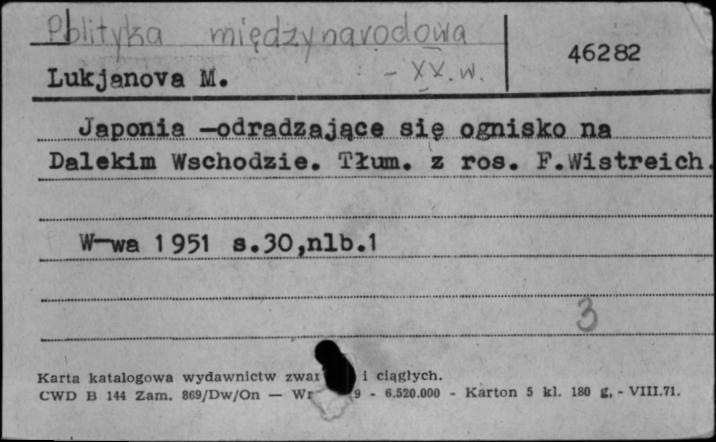 Polityka międzynarodowa
46282
Lukjanova M. - XX. w.
Japonia —odradzające się ognisko na
Dalekim Wschodzie. Tłum. z ros. F.Wistreich.
W-wa 1951 s.30,nlb.1
3
Karta katalogowa wydawnictw i ciągłych.
CWD B 144 Zam. 869/Dw/On — 9 - 6.520.000 - Karton 5 kl. 180 g. - VIII.71.